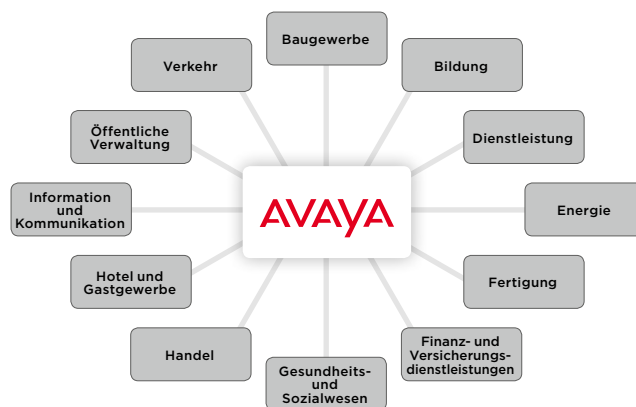 Baugewerbe
Bildung
Dienstleistung
Energie
Fertigung
Finanz- und
Versicherungs-
dienstleistungen
Gesundheits-
und
Sozialwesen
Handel
Hotel und
Gastgewerbe
Information
und
Kommunikation
Öffentliche
Verwaltung
Verkehr
AVAYA